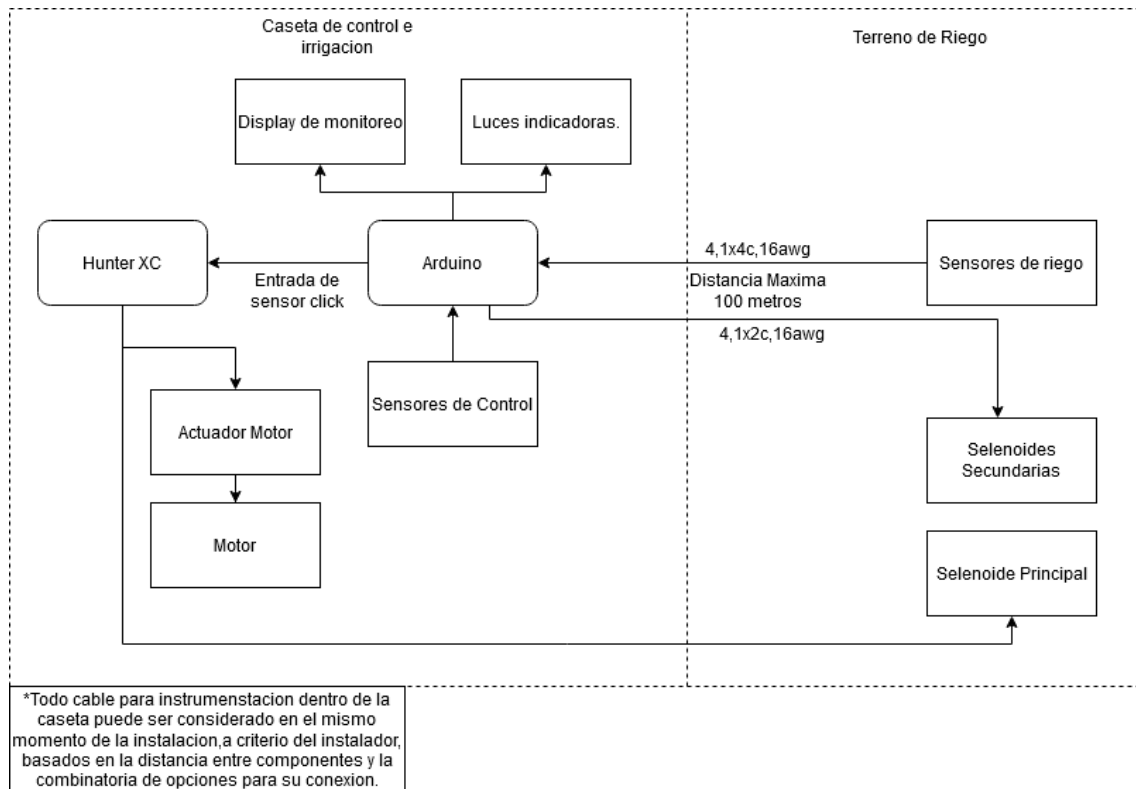 Caseta de control e
irrigacion
Terreno de Riego
Display de monitoreo
Luces indicadoras.
Hunter XC
Entrada de
sensor click
Arduino
4,1x4c,16awg
Distancia Maxima
100 metros
4,1x2c,16awg
Sensores de riego
Sensores de Control
Actuador Motor
Motor
Selenoides
Secundarias
Selenoide Principal
*Todo cable para instrumenstacion dentro de la
caseta puede ser considerado en el mismo
momento de la instalacion,a criterio del instalador,
basados en la distancia entre componentes y la
combinatoria de opciones para su conexion.